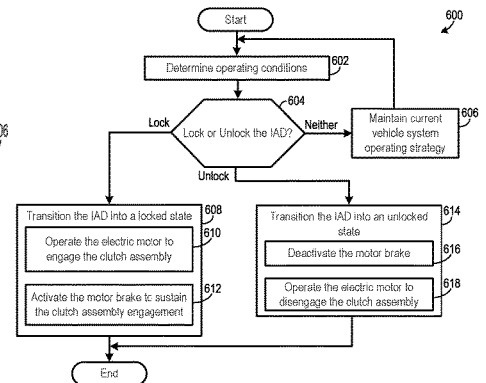 600
Start
Determine operating conditions
602
604
Lock or Unlock the IAD?
Lock
Neither
Unlock
Maintain current
vehicle system
operating strategy
606
Transition the IAD into a locked state
608
Operate the electric motor to
engage the clutch assembly
610
Activate the motor brake to sustain
the clutch assembly engagement
612
Transition the IAD into an unlocked
state
614
Deactivate the motor brake
616
Operate the electric motor to
disengage the clutch assembly
618
End